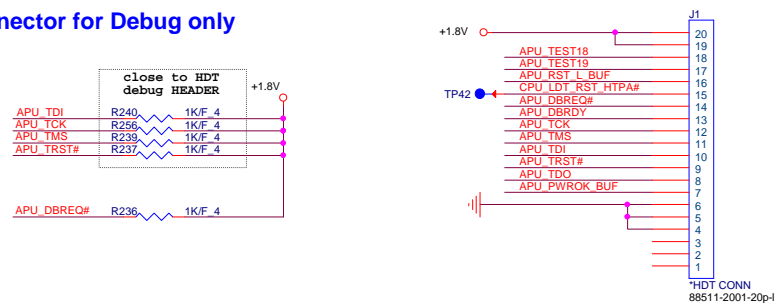 nector for Debug only
close to HDT
debug HEADER
+1.8V
APU_TDI R240 1K/F_4
APU_TCK R256 1K/F_4
APU_TMS R239 1K/F_4
APU_TRST# R237 1K/F_4
APU_DBREQ# R236 1K/F_4
J1
+1.8V 20
19
APU_TEST18 18
APU_TEST19 17
APU_RST_L_BUF 16
TP42 CPU_LDT_RST_HTPA# 15
APU_DBREQ# 14
APU_DBRDY 13
APU_TCK 12
APU_TMS 11
APU_TDI 10
APU_TRST# 9
APU_TDO 8
APU_PWROK_BUF 7
6
5
4
3
2
1
*HDT CONN
88511-2001-20p-l